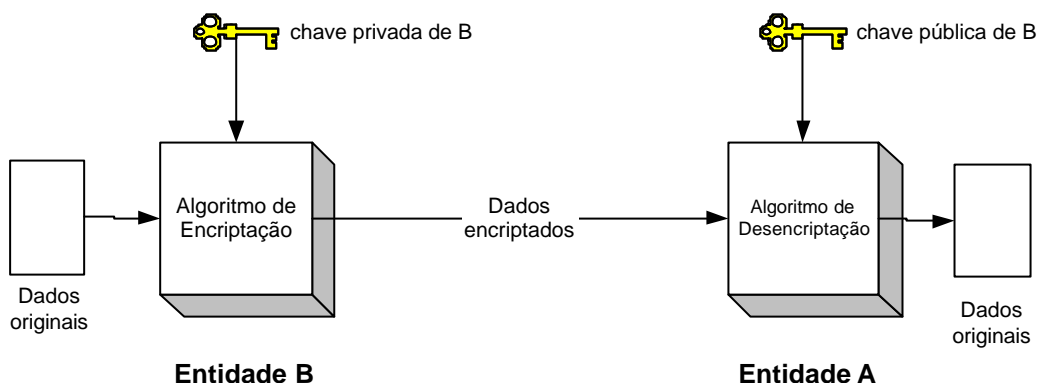 chave privada de B
chave pública de B
Algoritmo de
Encriptação
Dados
encriptados
Algoritmo de
Desencriptação
Dados
originais
Dados
originais
Entidade B
Entidade A